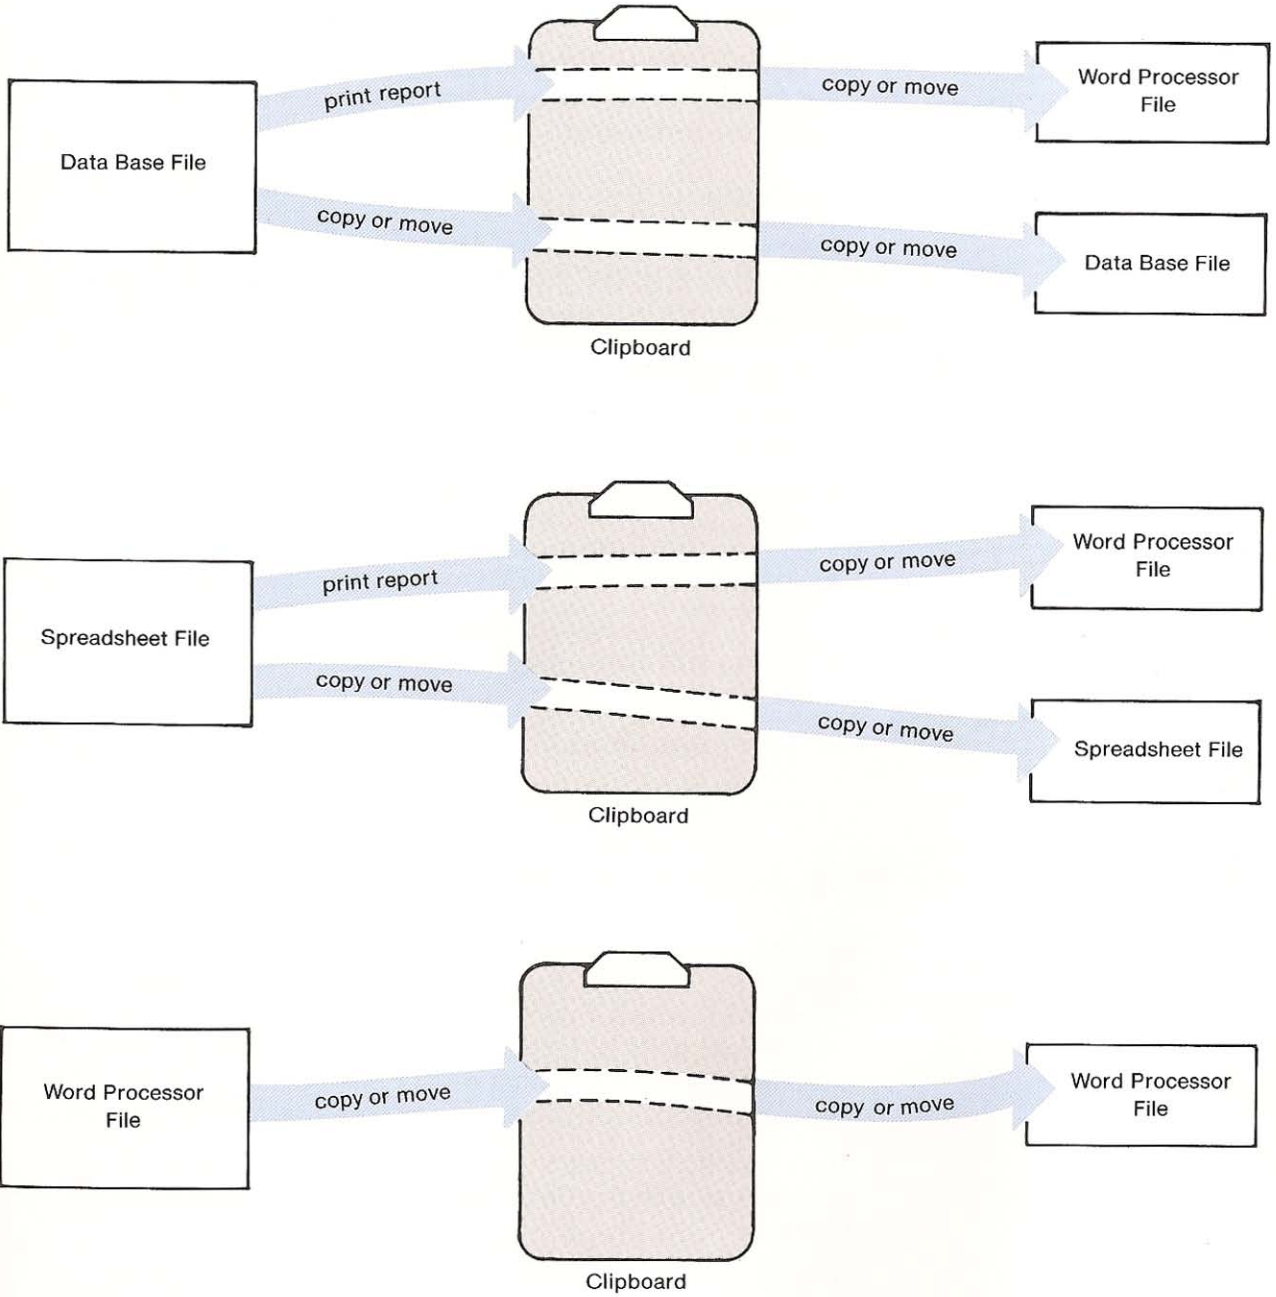 print report
copy or move
Word Processor
File
Data Base File
copy or move
copy or move
Data Base File
Clipboard
print report
copy or move
Word Processor
File
Spreadsheet File
copy or move
copy or move
Spreadsheet File
Clipboard
Word Processor
File
copy or move
copy or move
Word Processor
File
Clipboard